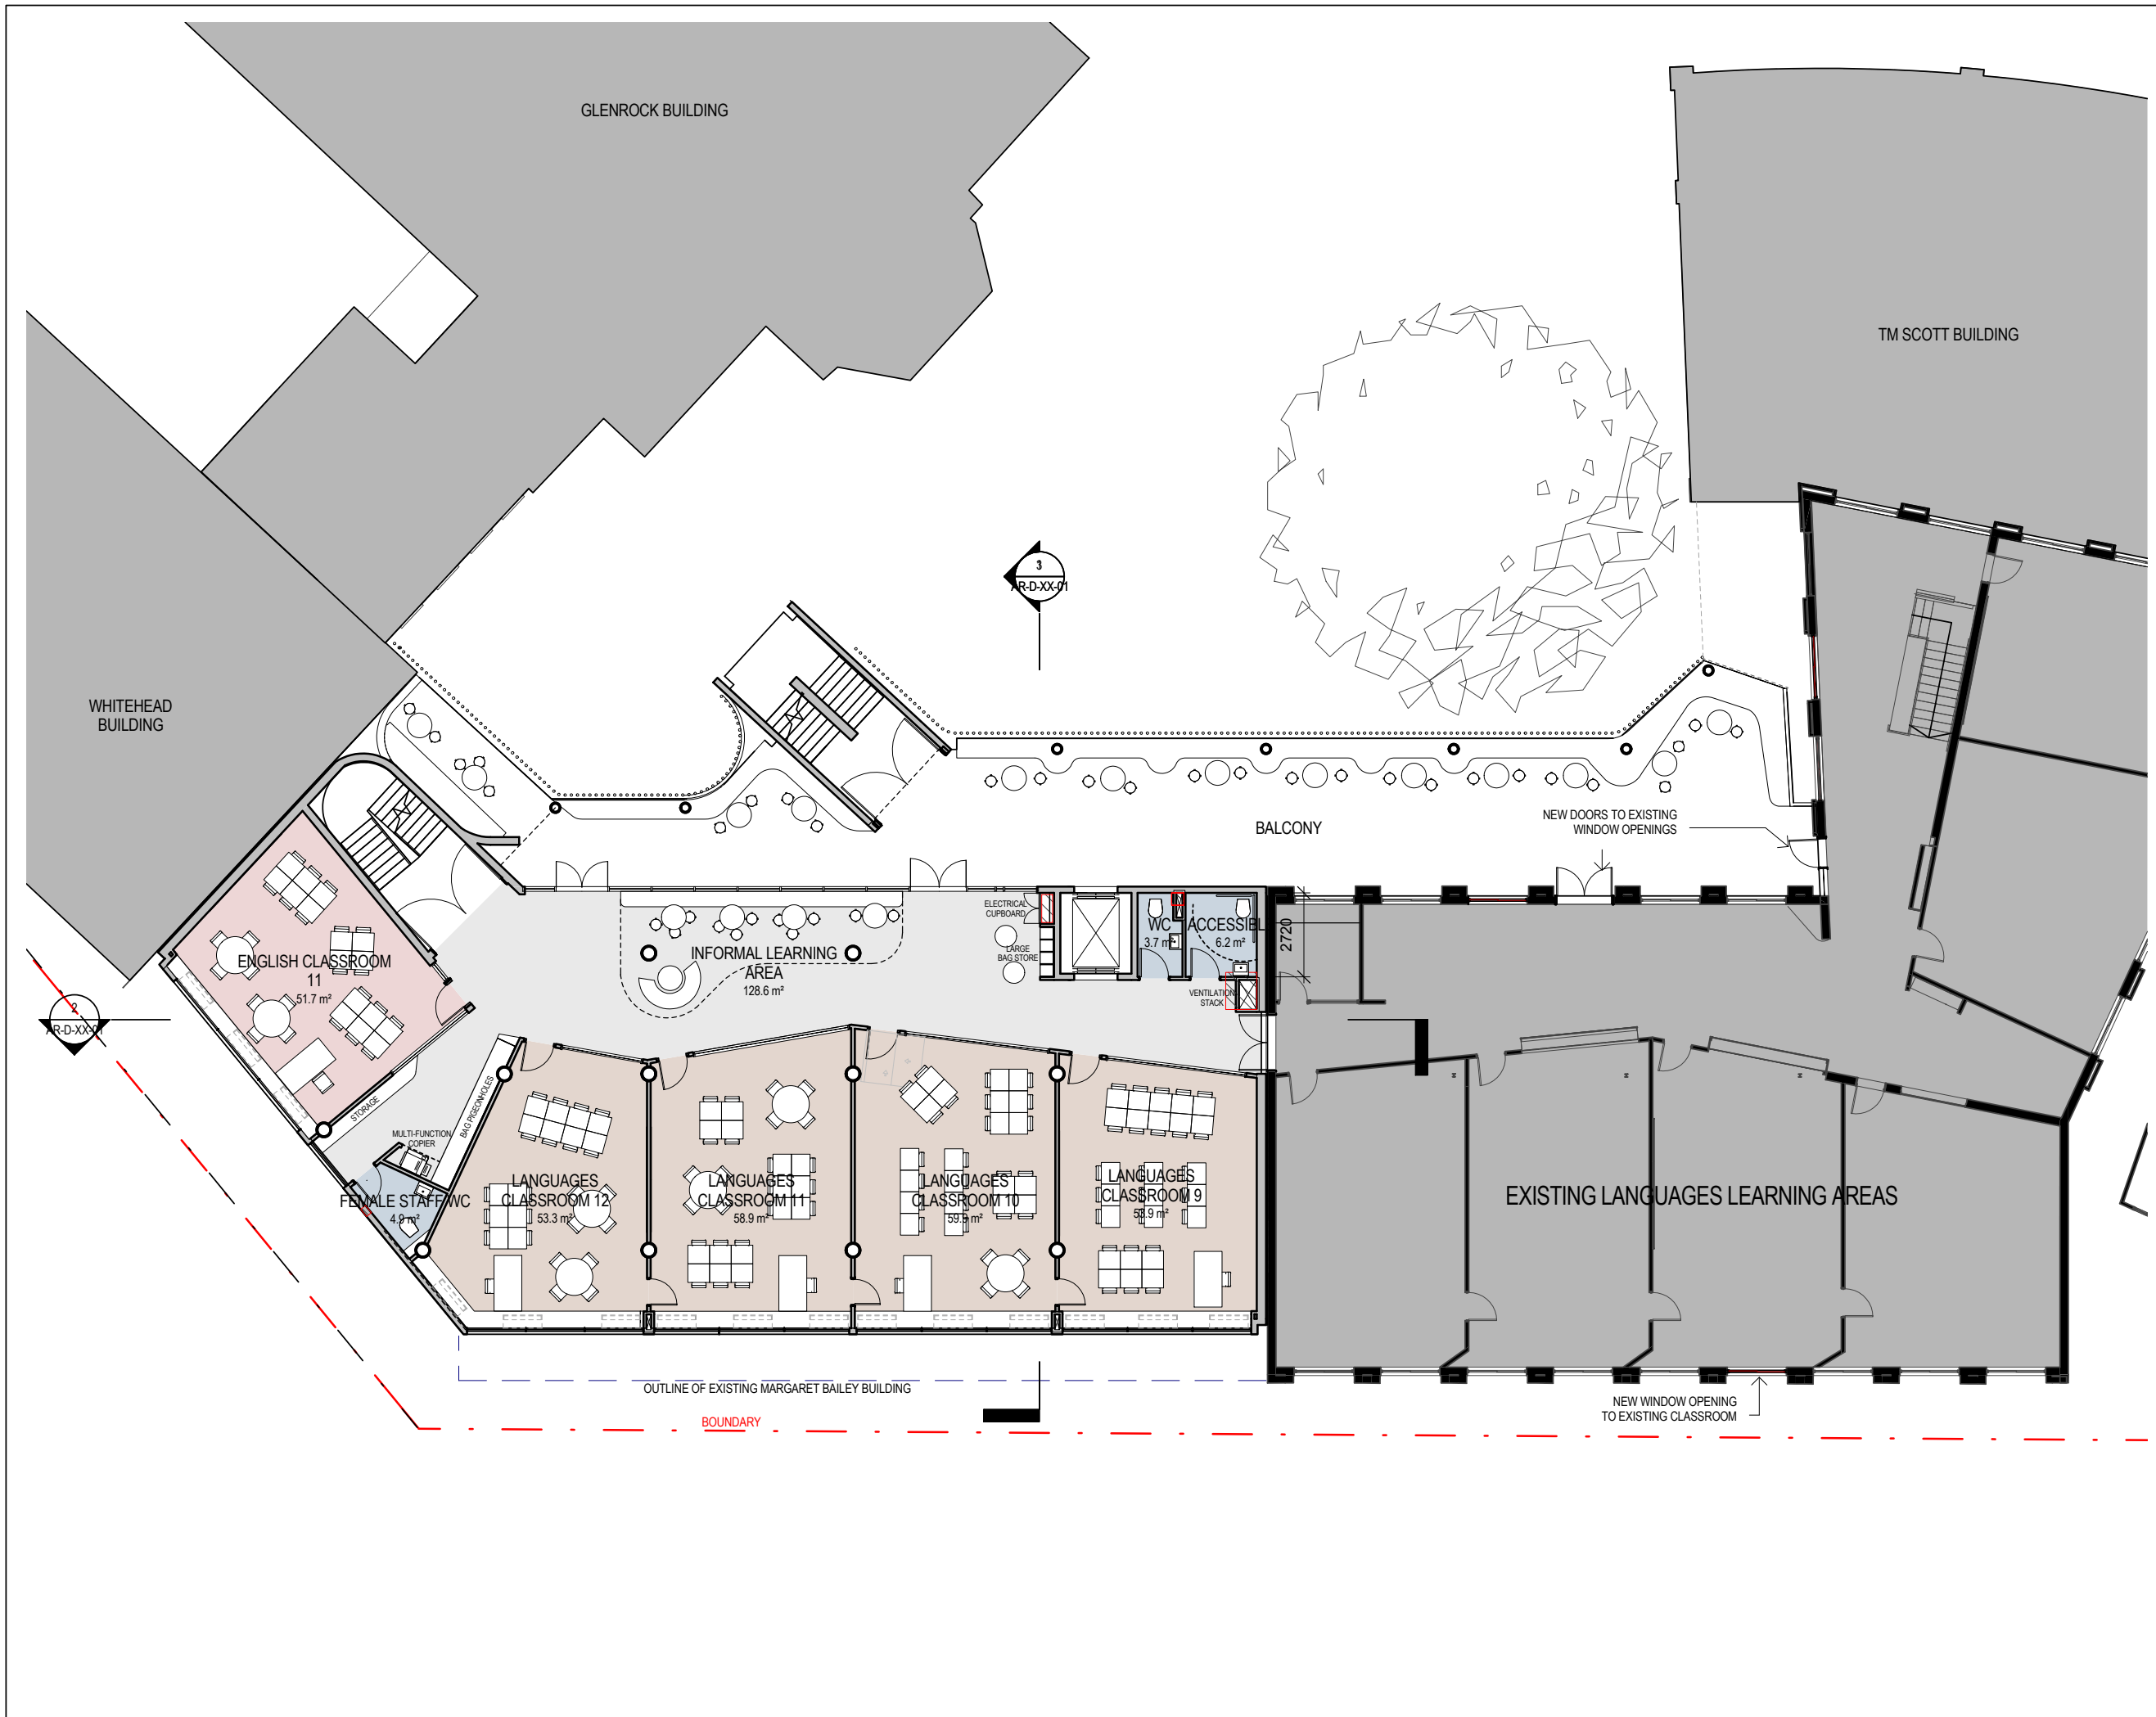 GLENROCK BUILDING
TM SCOTT BUILDING
3
AR-D-XX-01
WHITEHEAD
BUILDING
NEW DOORS TO EXISTING
WINDOW OPENINGS
BALCONY
ELECTRICAL
CUPBOARD
WC
3.7 m²
ACCESSIBL
6.2 m²
2720
ENGLISH CLASSROOM
11
51.7 m²
INFORMAL LEARNING
AREA
128.6 m²
LARGE
BAG STORE
VENTILATION
STACK
2
AR-D-XX-01
STORAGE
BAG PIGEONHOLES
MULTI-FUNCTION
COPIER
FEMALE STAFF WC
4.9 m²
LANGUAGES
CLASSROOM 12
53.3 m²
LANGUAGES
CLASSROOM 11
58.9 m²
LANGUAGES
CLASSROOM 10
59.9 m²
LANGUAGES
CLASSROOM 9
m²
EXISTING LANGUAGES LEARNING AREAS
OUTLINE OF EXISTING MARGARET BAILEY BUILDING
BOUNDARY
NEW WINDOW OPENING
TO EXISTING CLASSROOM